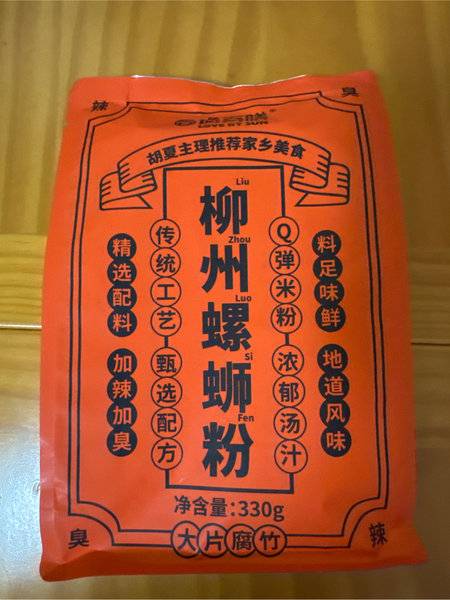 辣
臭
LOVE BY SUN
胡夏主理推荐家乡美食
Liu
柳
Zhou
州
Luo
螺
si
蛳
Fen
粉
传统工艺
甄选配方
Q弹米粉
浓郁汤汁
精选配料
加辣加臭
料足味鲜
地道风味
净含量:330g
臭
大片腐竹
辣